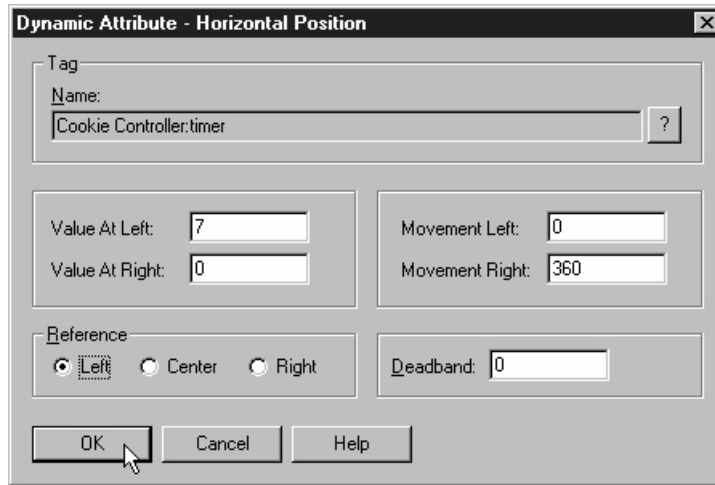 Dynamic Attribute - Horizontal Position
Tag
Name:
Cookie Controller:timer
?
Value At Left: 7
Value At Right: 0
Movement Left: 0
Movement Right: 360
Reference
Left Center Right
Deadband: 0
OK Cancel Help